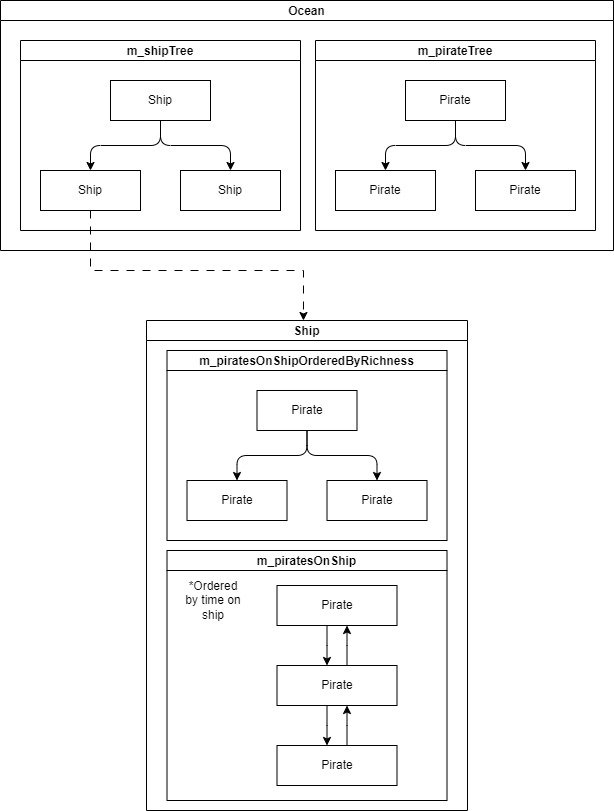 Ocean
m_shipTree
m_pirateTree
Ship
Pirate
Ship
Ship
Pirate
Pirate
Ship
m_piratesOnShipOrderedByRichness
Pirate
Pirate
Pirate
m_piratesOnShip
*Ordered
by time on
ship
Pirate
Pirate
Pirate